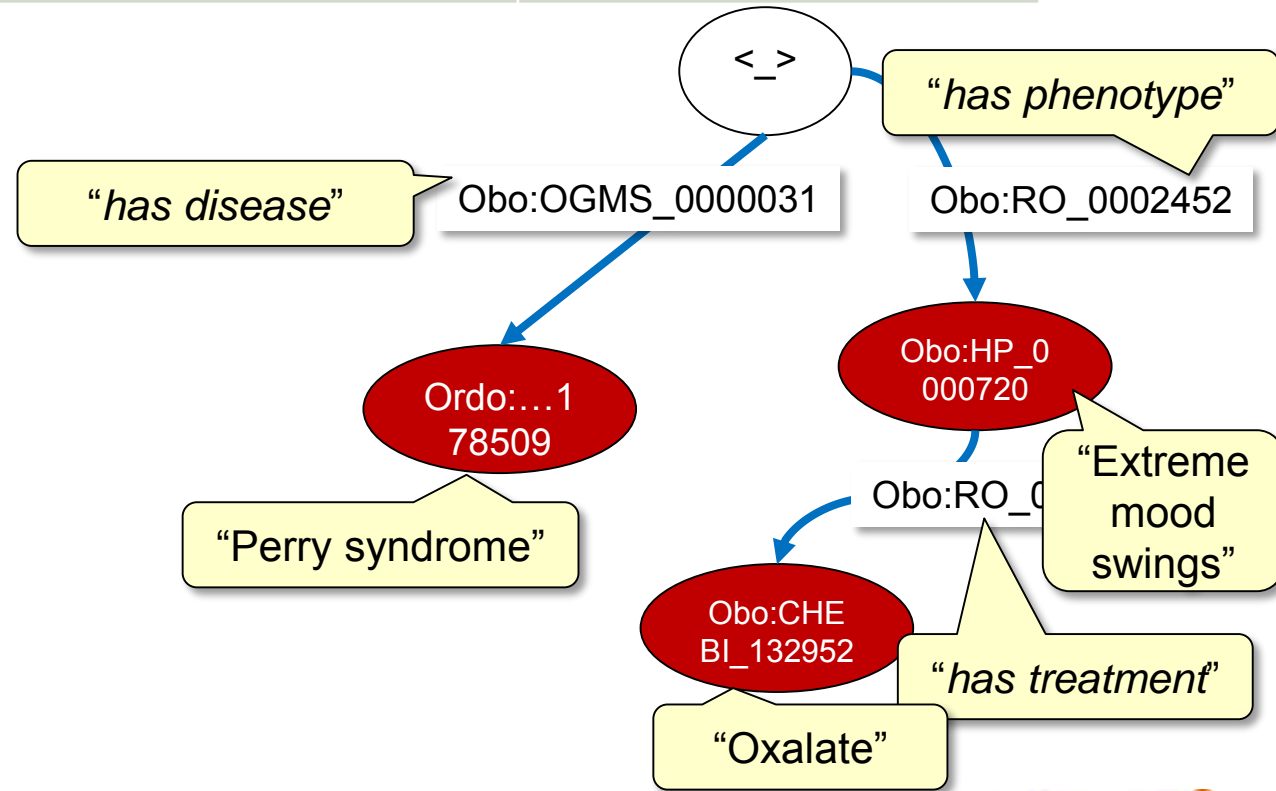 <_>
“has phenotype”
“has disease”
Obo:OGMS_0000031
Obo:RO_0002452
Obo:HP_0
000720
Ordo:…1
78509
“Extreme
mood
swings”
Obo:RO_0
“Perry syndrome”
Obo:CHE
BI_132952
“has treatment”
“Oxalate”